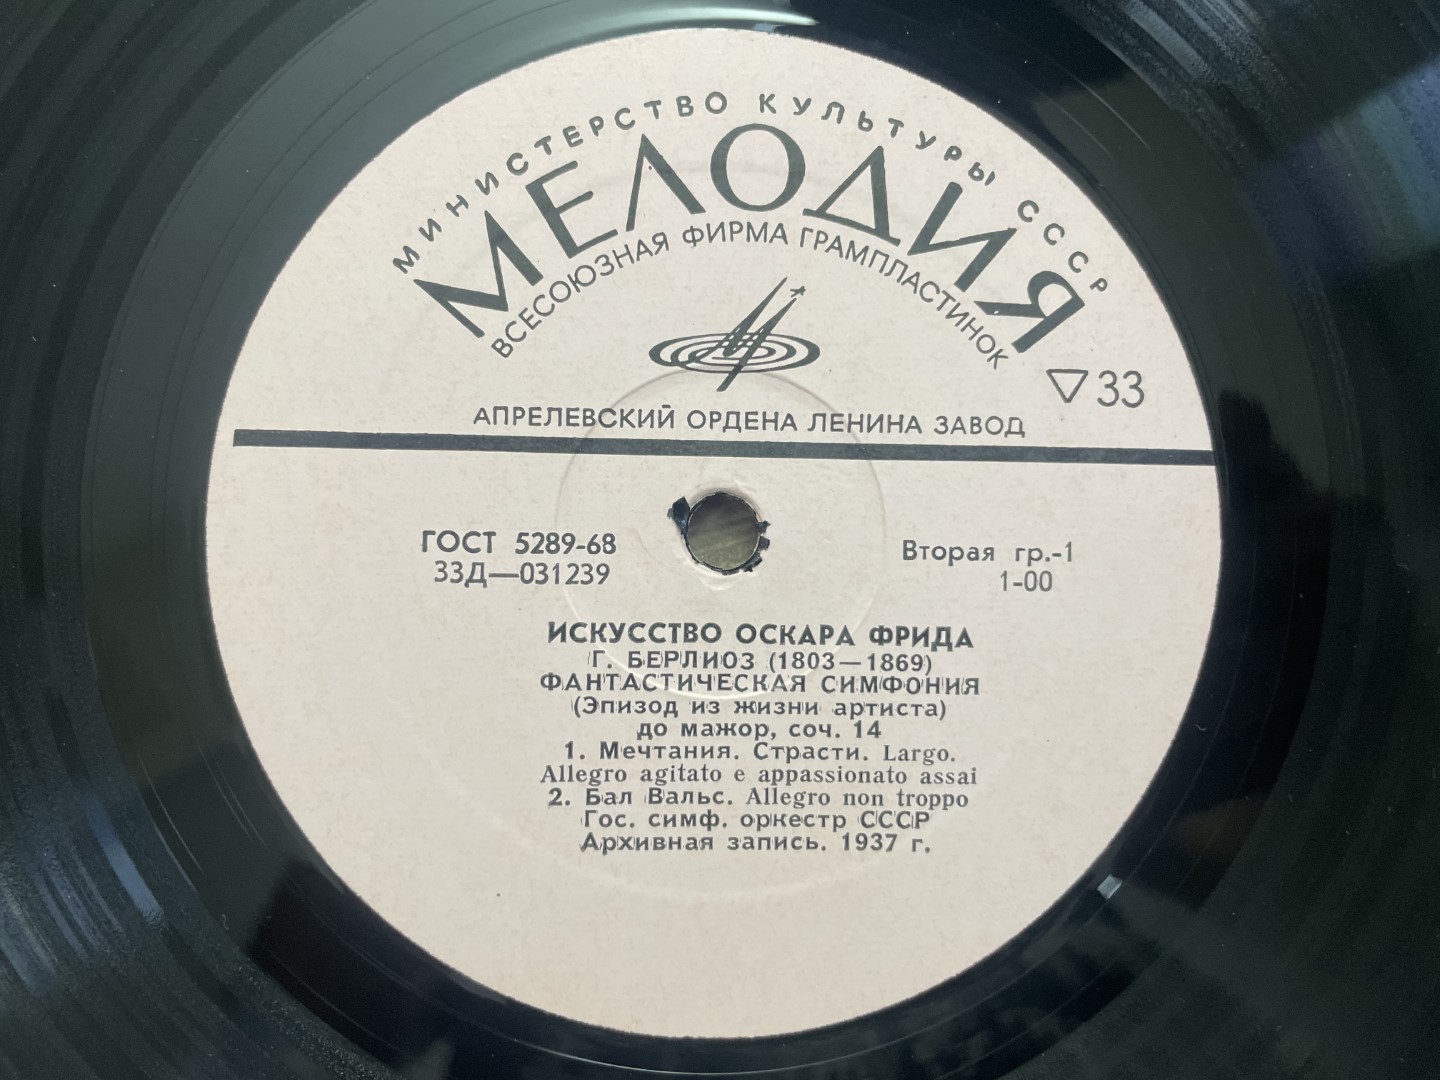 МИНИСТЕРСТВО КУЛЬТУРЫ СССР
МЕЛОДИЯ
ВСЕСОЮЗНАЯ ФИРМА ГРАМПЛАСТИНОК
▽33
АПРЕЛЕВСКИЙ ОРДЕНА ЛЕНИНА ЗАВОД
ГОСТ 5289-68
33Д—031239
Вторая гр.-1
1-00
ИСКУССТВО ОСКАРА ФРИДА
Г. БЕРЛИОЗ (1803—1869)
ФАНТАСТИЧЕСКАЯ СИМФОНИЯ
(Эпизод из жизни артиста)
до мажор, соч. 14
1. Мечтания. Страсти. Largo.
Allegro agitato e appassionato assai
2. Бал Вальс. Allegro non troppo
Гос. симф. оркестр СССР
Архивная запись. 1937 г.